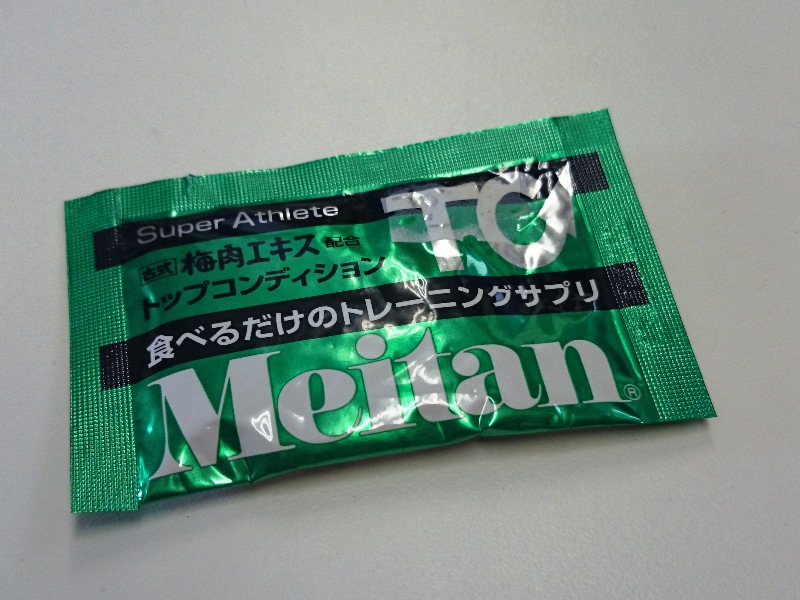 Super Athlete
TC
古式 梅肉エキス 配合
トップコンディション
食べるだけのトレーニングサプリ
Meitan®